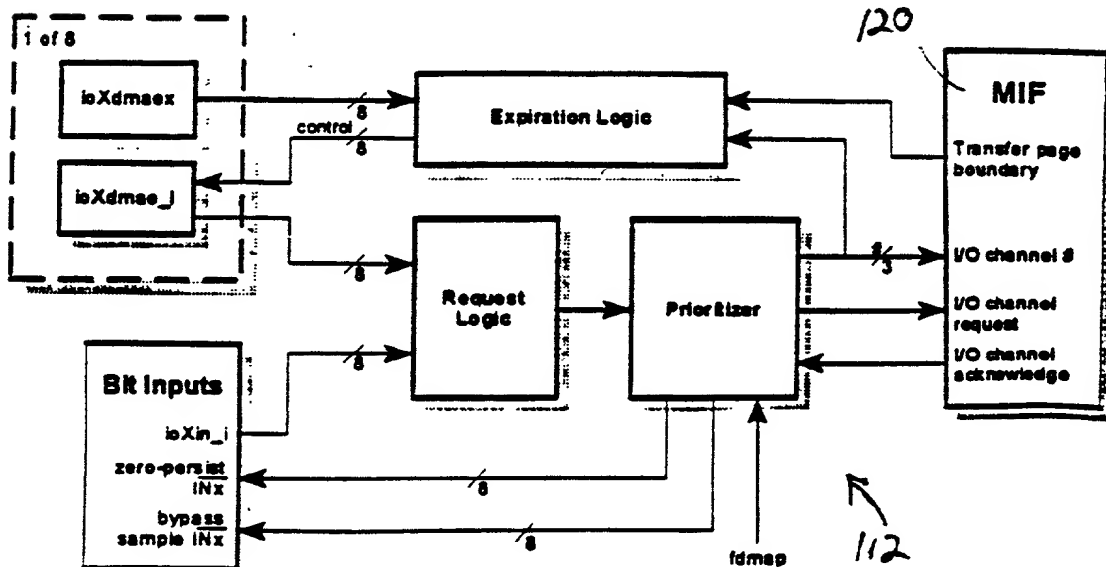 1 of 8
ioXdmaex
8
Expiration Logic
control
8
ioXdmae_i
8
Request
Logic
8
Prioritizer
120
MIF
Transfer page
boundary
3
I/O channel #
I/O channel
request
I/O channel
acknowledge
Bit Inputs
ioXin_i
zero-persist
INx
8
bypass
sample INx
8
fdmap
112